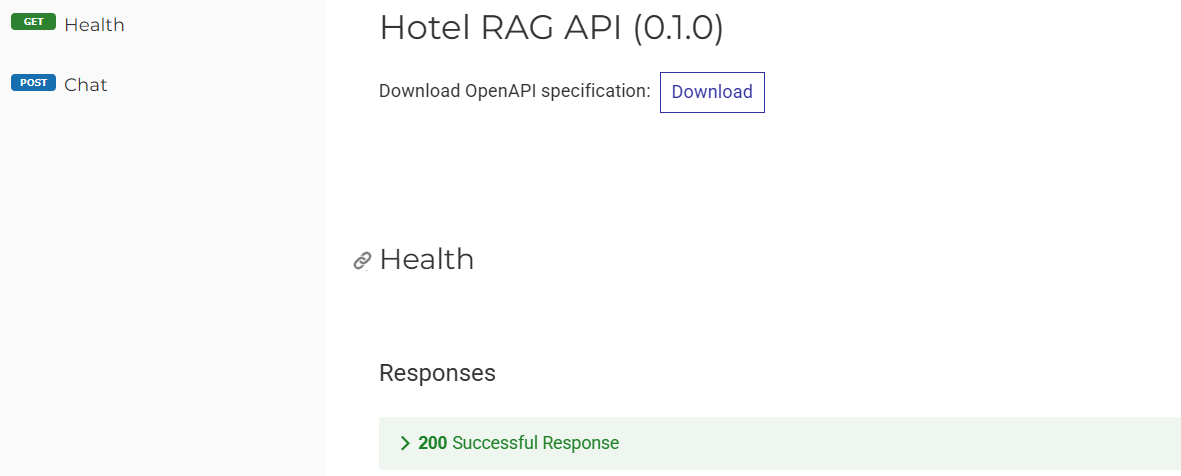 GET Health
POST Chat
Hotel RAG API (0.1.0)
Download OpenAPI specification: Download
Health
Responses
200 Successful Response